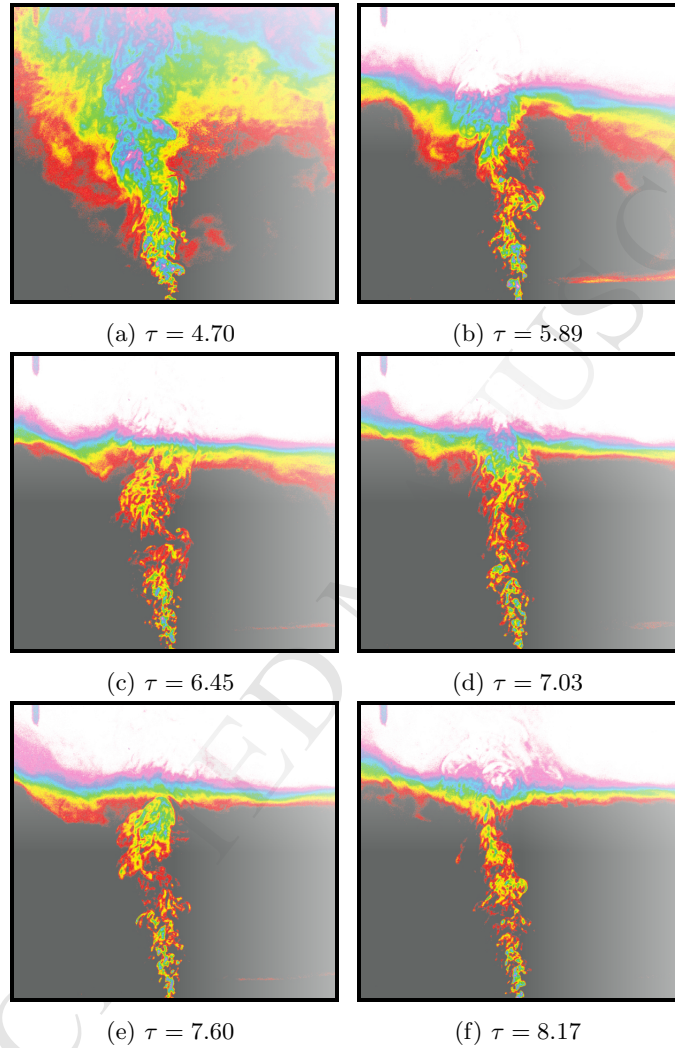 (a) τ = 4.70
(b) τ = 5.89
(c) τ = 6.45
(d) τ = 7.03
(e) τ = 7.60
(f) τ = 8.17